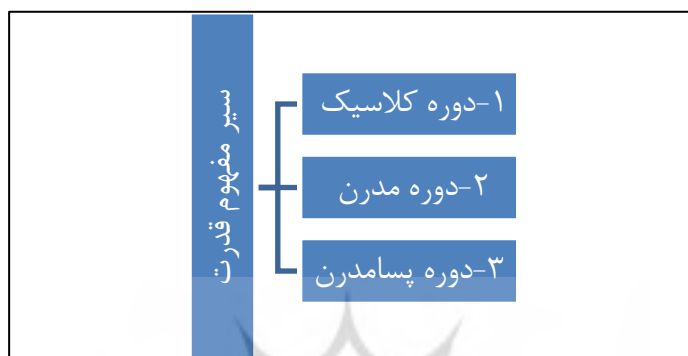 سیر مفهوم قدرت
۱-دوره کلاسیک
۲-دوره مدرن
۳-دوره پسامدرن